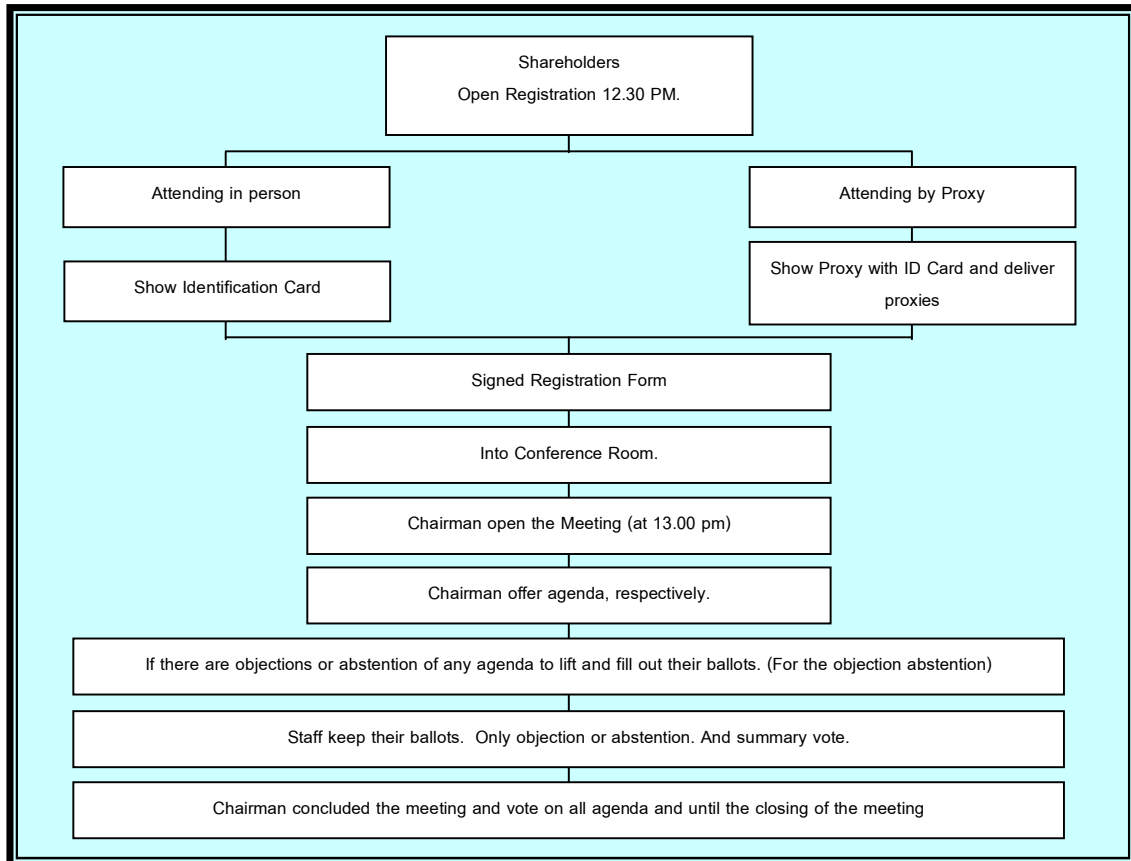 Shareholders
Open Registration 12.30 PM.
Attending in person
Attending by Proxy
Show Identification Card
Show Proxy with ID Card and deliver
proxies
Signed Registration Form
Into Conference Room.
Chairman open the Meeting (at 13.00 pm)
Chairman offer agenda, respectively.
If there are objections or abstention of any agenda to lift and fill out their ballots. (For the objection abstention)
Staff keep their ballots.  Only objection or abstention. And summary vote.
Chairman concluded the meeting and vote on all agenda and until the closing of the meeting